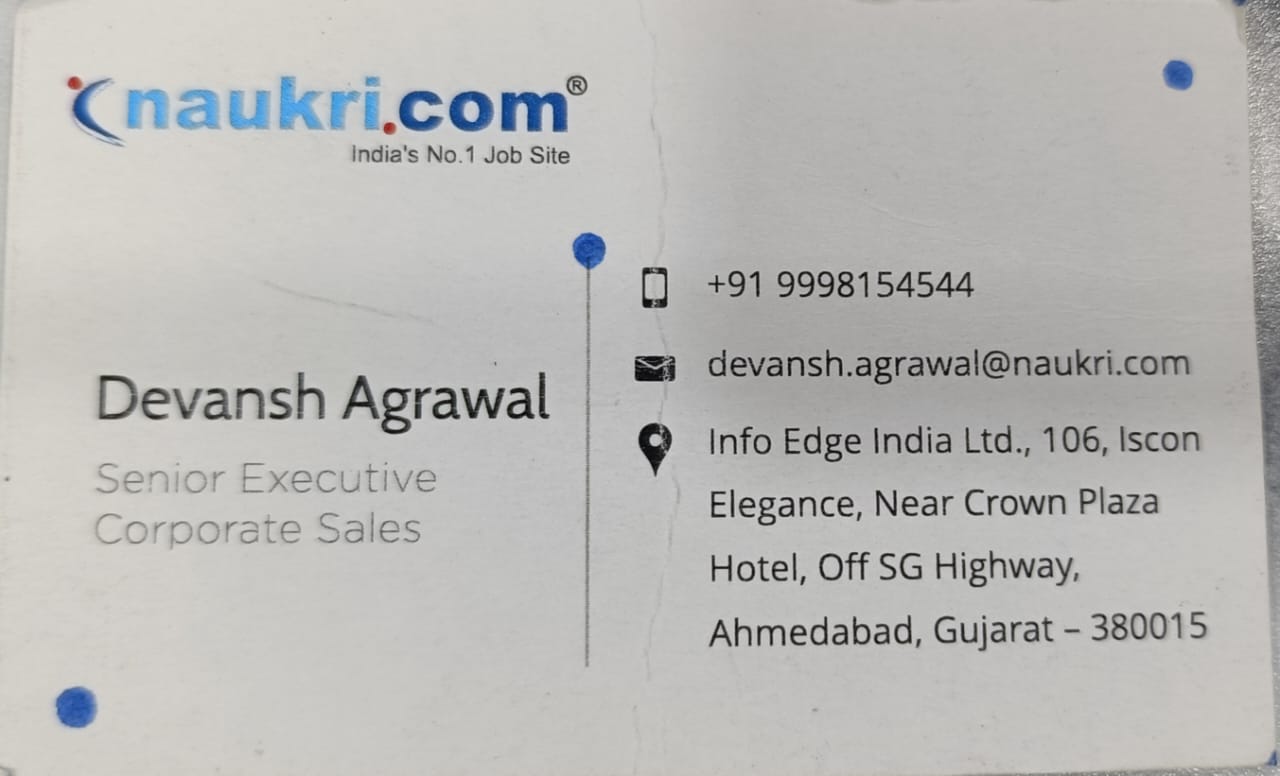 naukri.com®
India's No.1 Job Site
Devansh Agrawal
Senior Executive
Corporate Sales
+91 9998154544
devansh.agrawal@naukri.com
Info Edge India Ltd., 106, Iscon
Elegance, Near Crown Plaza
Hotel, Off SG Highway,
Ahmedabad, Gujarat – 380015